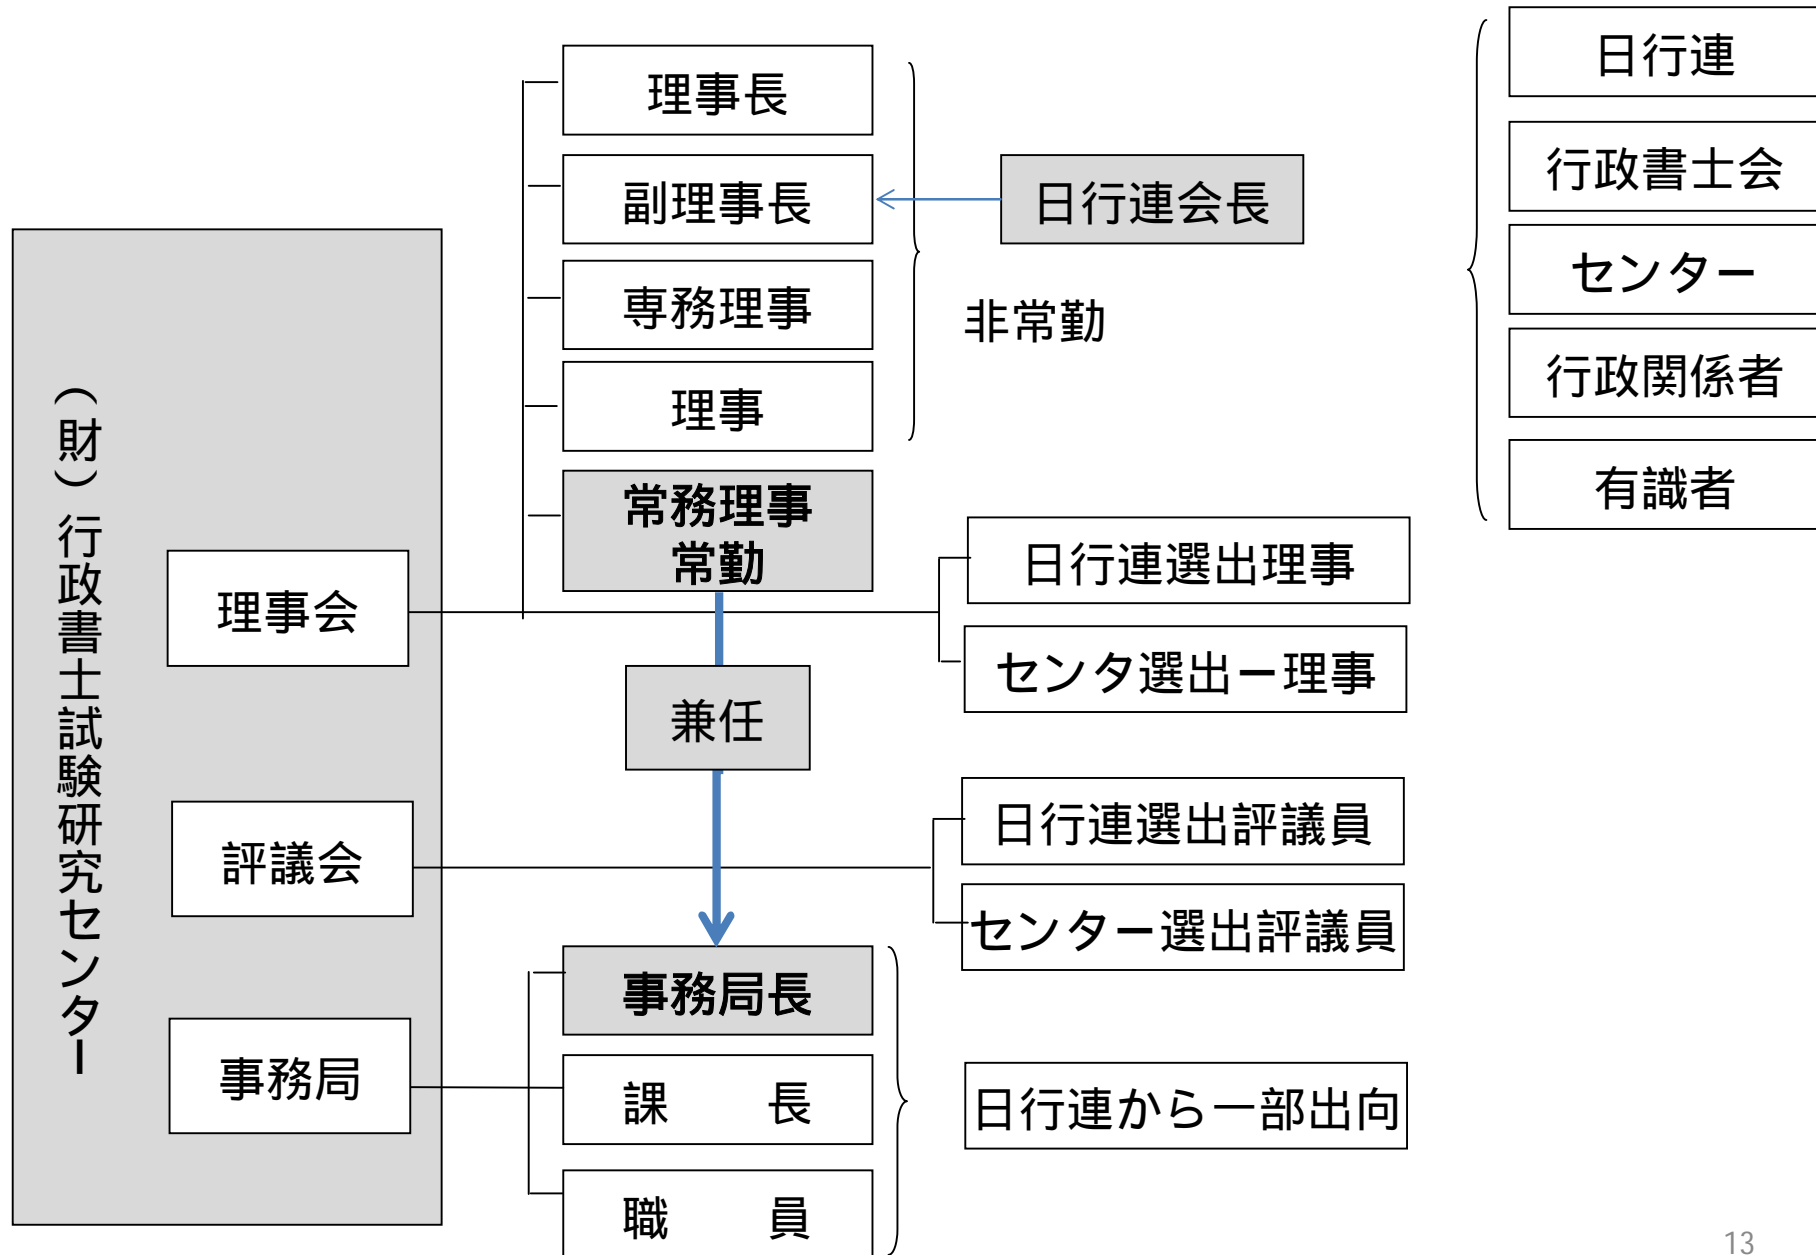 (財)行政書士試験研究センター
理事会
評議会
事務局
理事長
副理事長
専務理事
理事
常務理事
常勤
兼任
事務局長
課　　長
職　　員
日行連会長
非常勤
日行連選出理事
センタ選出ー理事
日行連選出評議員
センター選出評議員
日行連から一部出向
日行連
行政書士会
センター
行政関係者
有識者
13